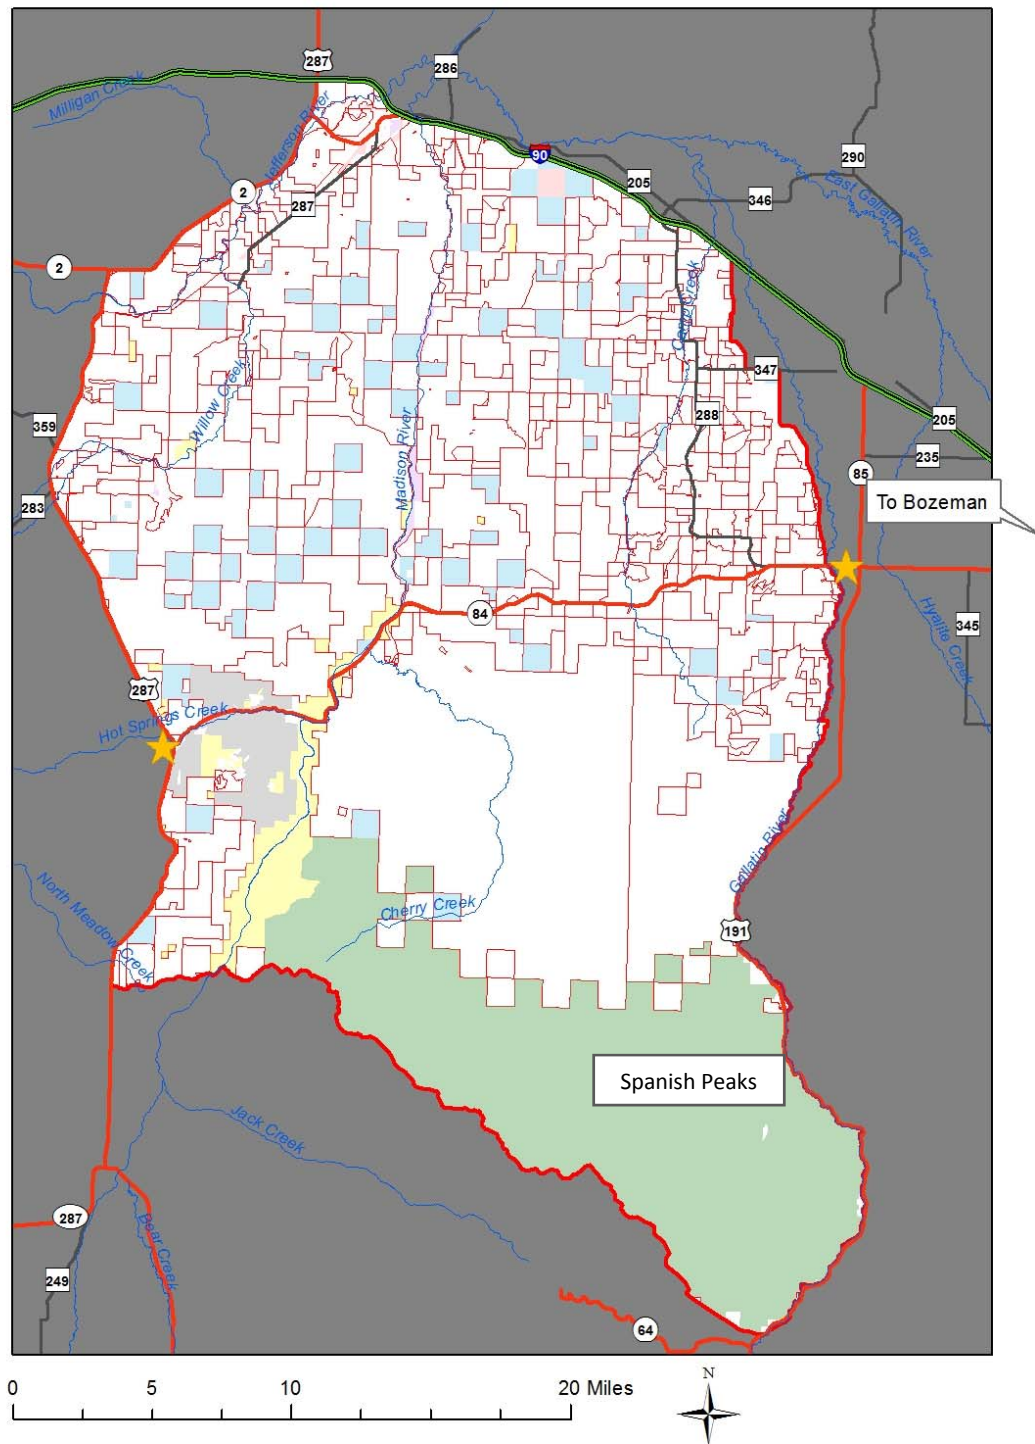 287
286
Milligan Creek
Jefferson River
90
290
205
346
East Gallatin River
2
287
2
Camp Creek
347
Willow Creek
288
359
205
Madison River
235
85
283
To Bozeman
84
Hyalite Creek
345
287
Hot Springs Creek
Gallatin River
North Meadow Creek
Cherry Creek
191
Spanish Peaks
Jack Creek
287
Bear Creek
249
64
0 5 10 20 Miles
N